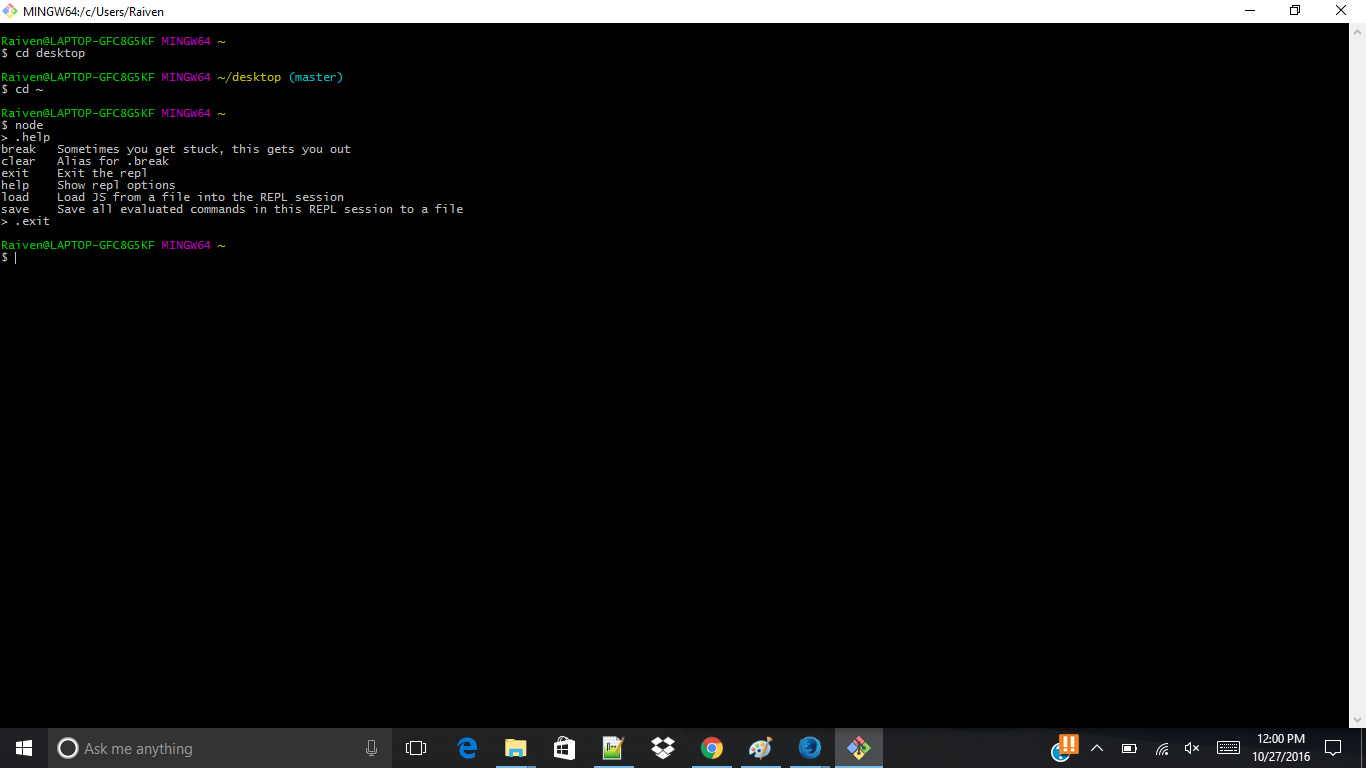 MINGW64:/c/Users/Raiven
Raiven@LAPTOP-GFC8G5KF MINGW64 ~
$ cd desktop
Raiven@LAPTOP-GFC8G5KF MINGW64 ~/desktop (master)
$ cd ~
Raiven@LAPTOP-GFC8G5KF MINGW64 ~
$ node
> .help
break   Sometimes you get stuck, this gets you out
clear   Alias for .break
exit    Exit the repl
help    Show repl options
load    Load JS from a file into the REPL session
save    Save all evaluated commands in this REPL session to a file
> .exit
Raiven@LAPTOP-GFC8G5KF MINGW64 ~
$
Ask me anything
12:00 PM
10/27/2016